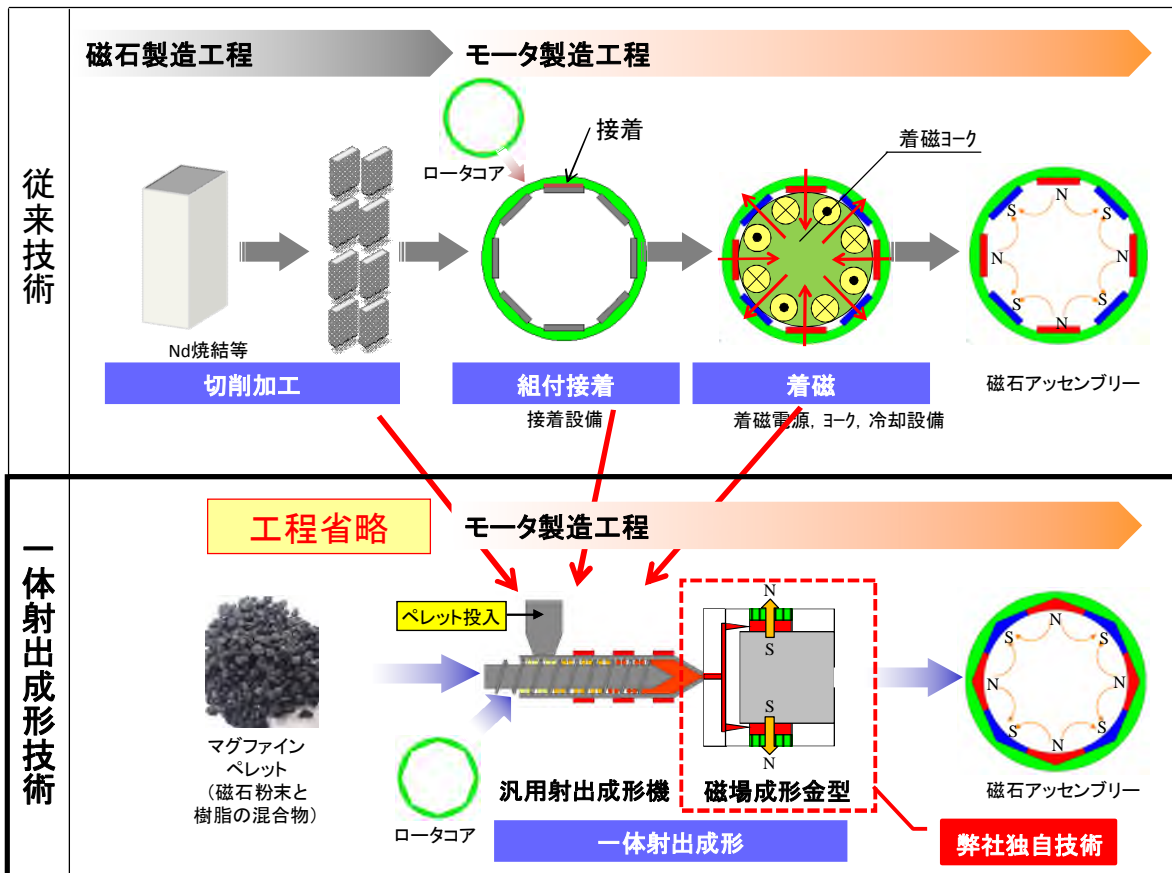 磁石製造工程
モータ製造工程
従来技術
ロータコア
接着
着磁ヨーク
Nd焼結等
N
S
S
N
N
S
S
N
切削加工
組付接着
着磁
磁石アッセンブリー
接着設備
着磁電源, ヨーク, 冷却設備
一体射出成形技術
工程省略
モータ製造工程
ペレット投入
N
S
S
N
マグファイン
ペレット
(磁石粉末と
樹脂の混合物)
ロータコア
汎用射出成形機
磁場成形金型
N
S
S
N
N
S
S
N
磁石アッセンブリー
一体射出成形
弊社独自技術